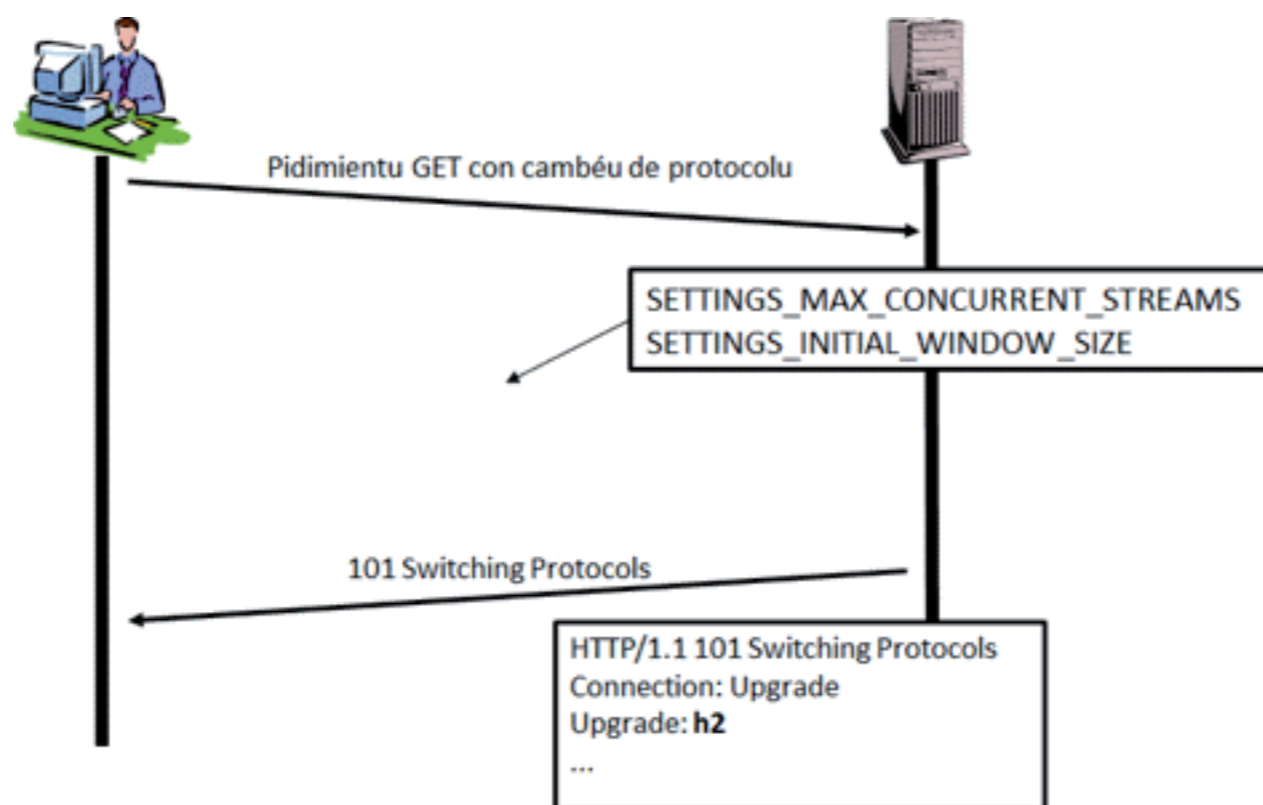 Pidimientu GET con cambéu de protocolu
SETTINGS_MAX_CONCURRENT_STREAMS
SETTINGS_INITIAL_WINDOW_SIZE
101 Switching Protocols
HTTP/1.1 101 Switching Protocols
Connection: Upgrade
Upgrade: h2
...